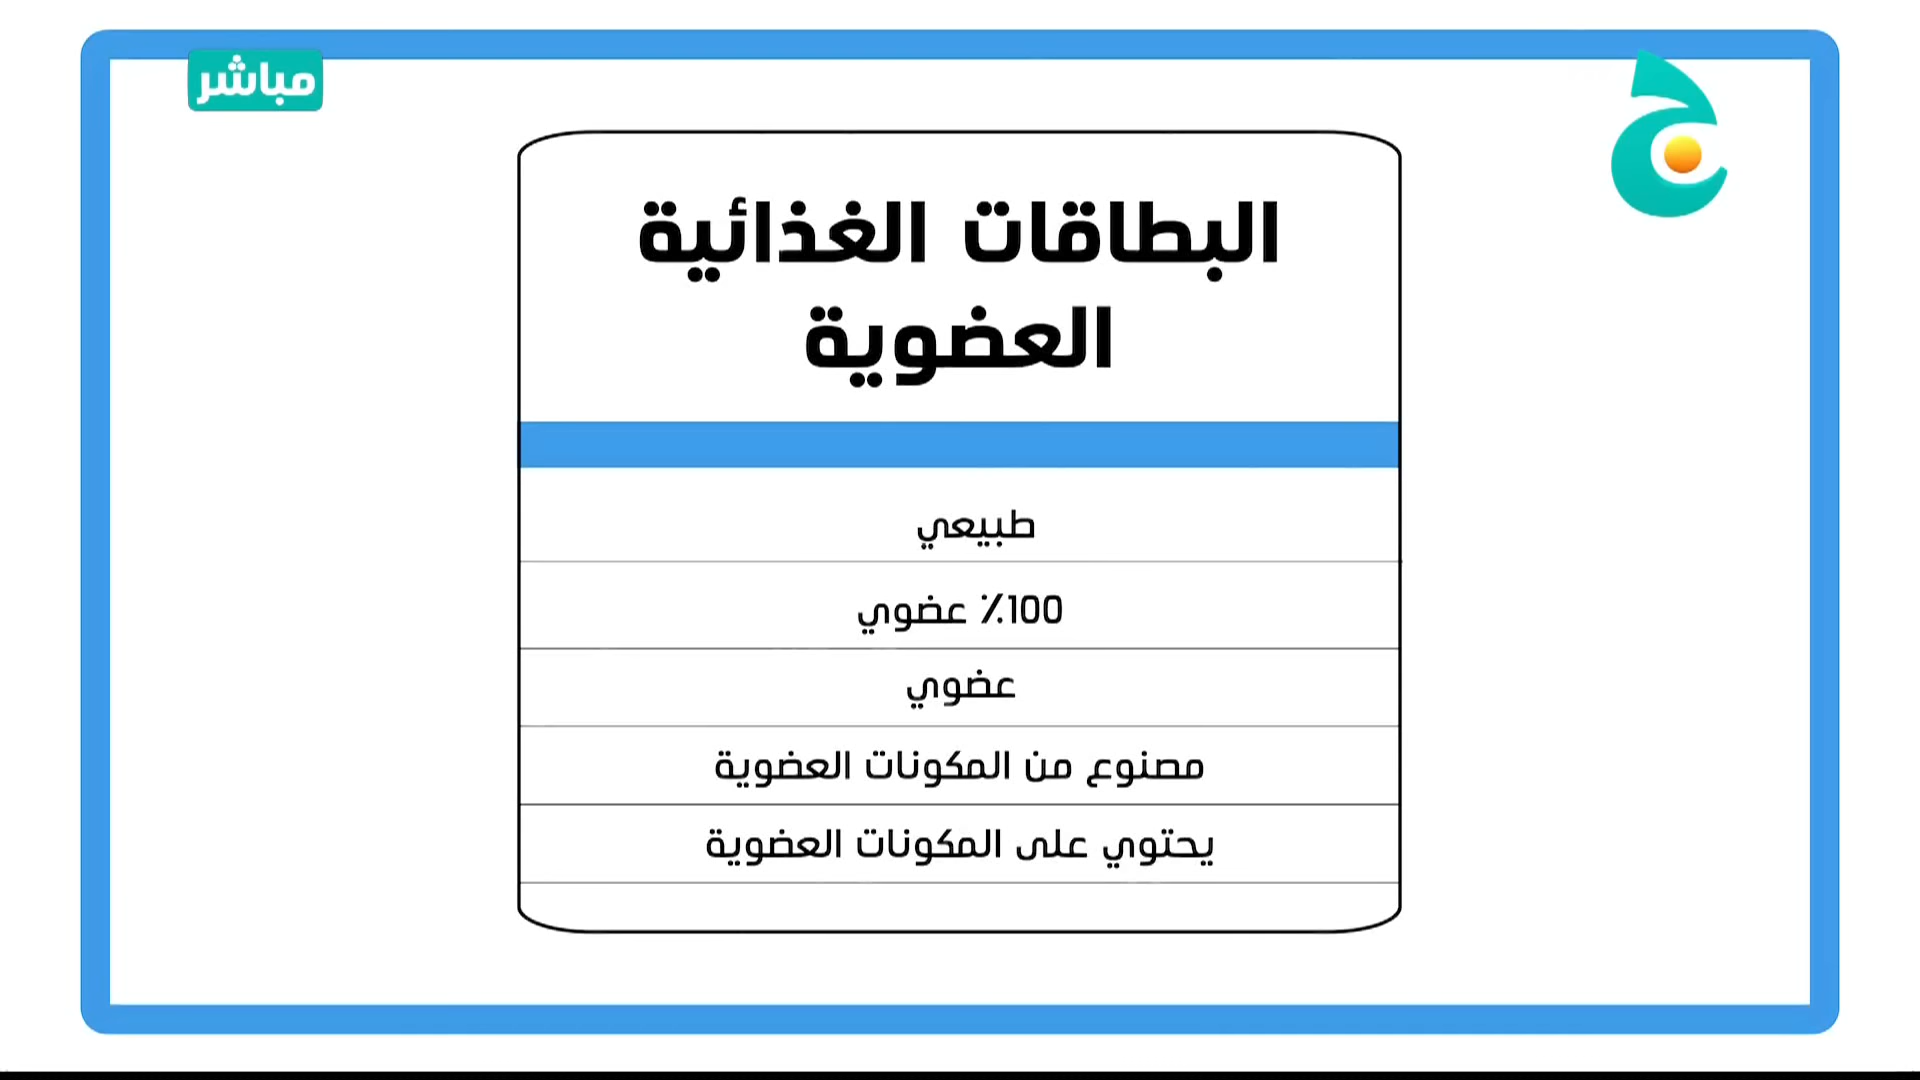 مباشر
البطاقات الغذائية
العضوية
طبيعي
100٪ عضوي
عضوي
مصنوع من المكونات العضوية
يحتوي على المكونات العضوية